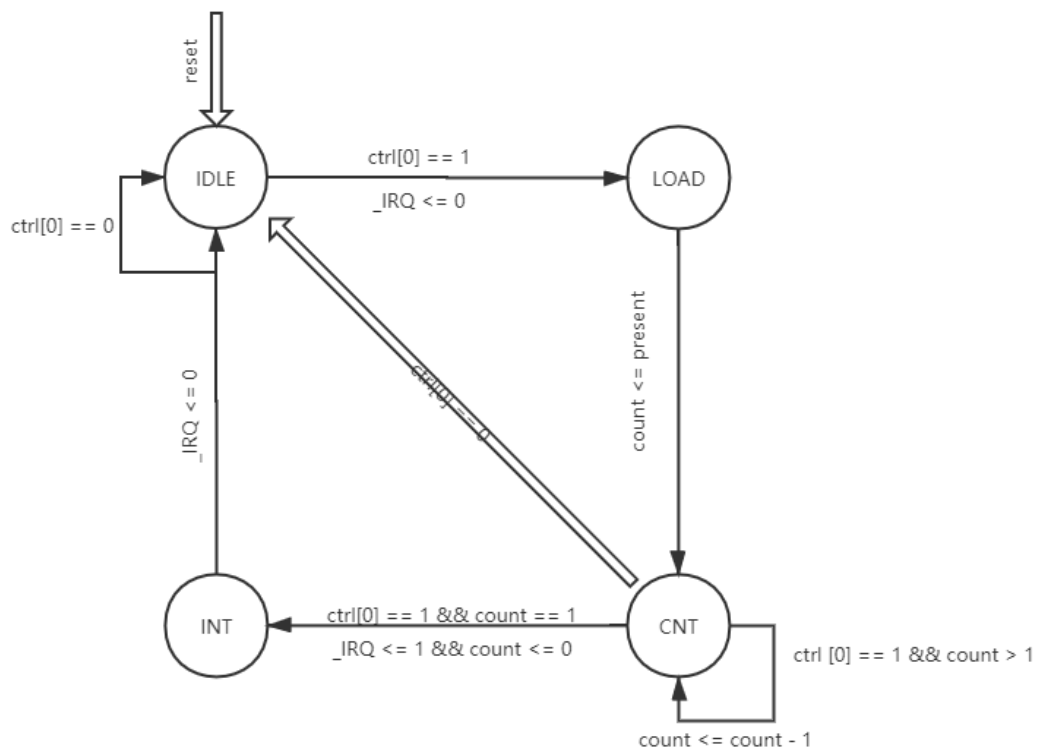 reset
IDLE
ctrl[0] == 1
_IRQ <= 0
LOAD
ctrl[0] == 0
count <= present
ctrl[0] == 0
_IRQ <= 0
INT
ctrl[0] == 1 && count == 1
_IRQ <= 1 && count <= 0
CNT
ctrl [0] == 1 && count > 1
count <= count - 1